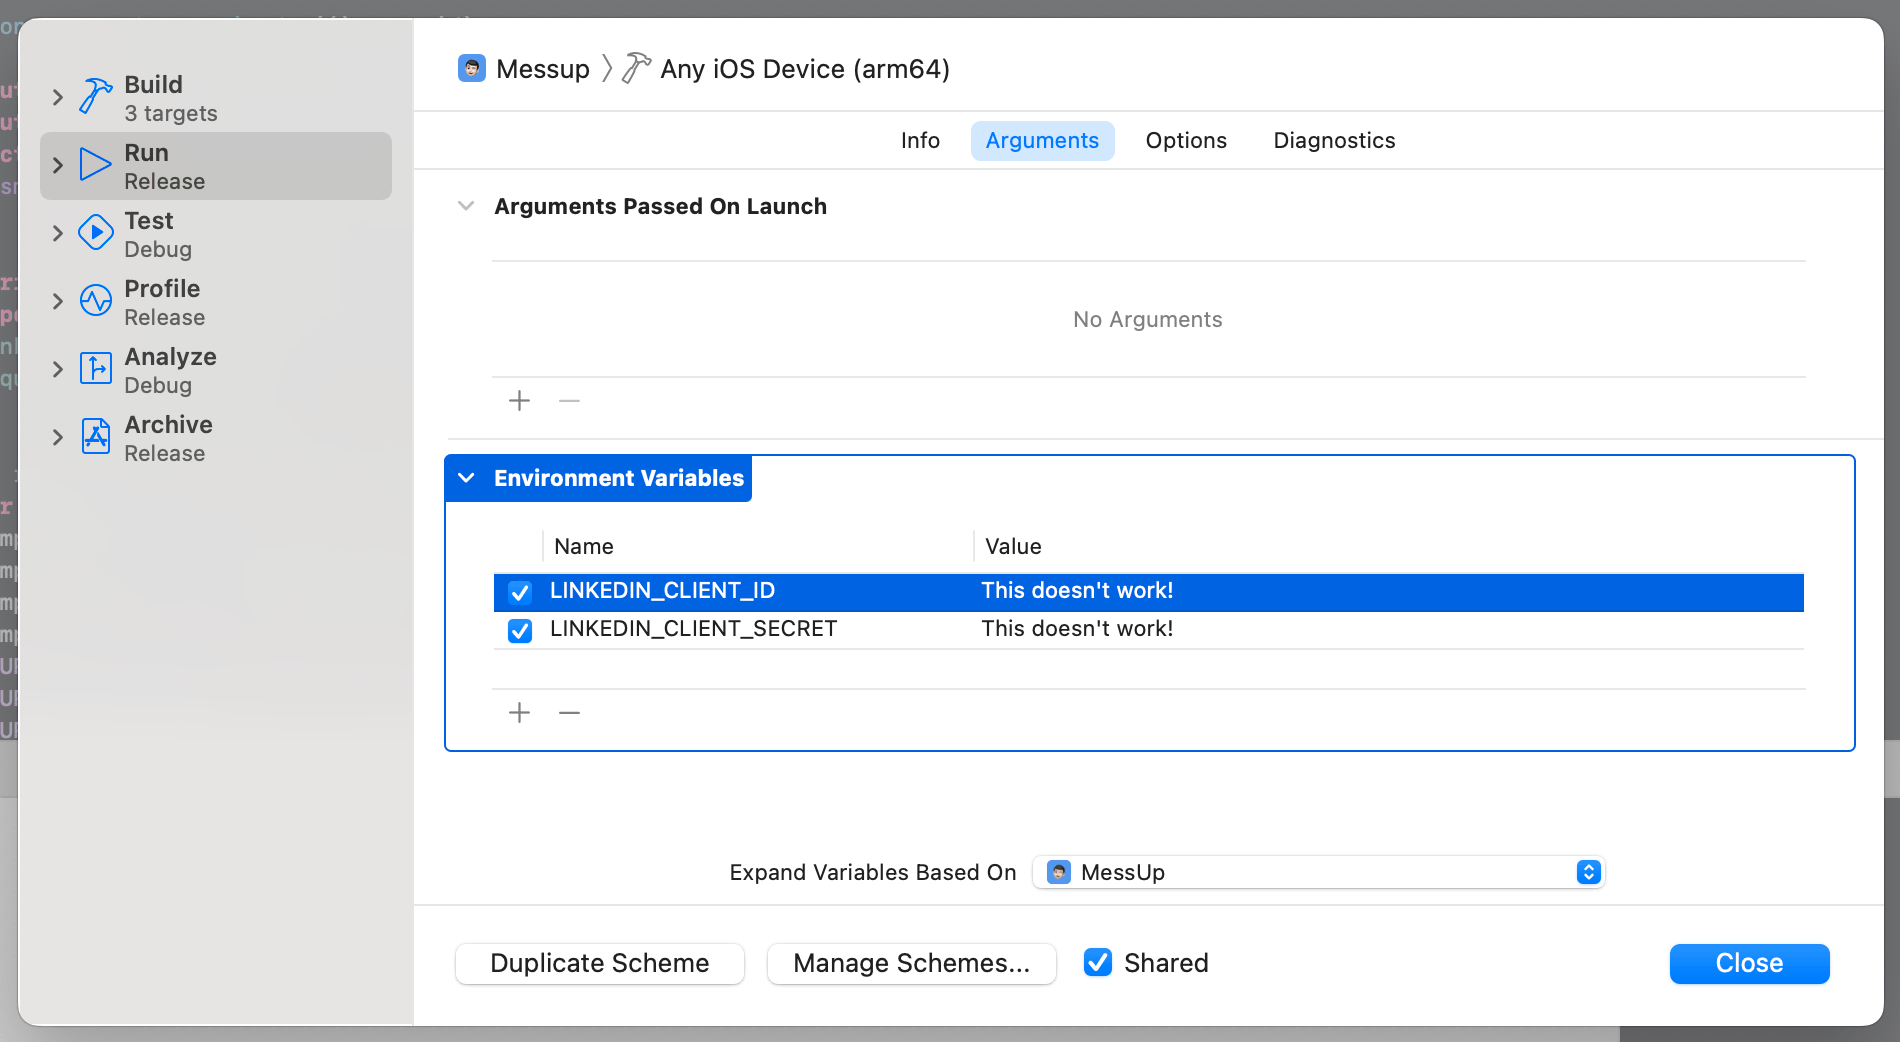 Build
3 targets
Run
Release
Test
Debug
Profile
Release
Analyze
Debug
Archive
Release
Messup
Any iOS Device (arm64)
Info Arguments Options Diagnostics
Arguments Passed On Launch
No Arguments
Environment Variables
Name Value
LINKEDIN_CLIENT_ID This doesn't work!
LINKEDIN_CLIENT_SECRET This doesn't work!
Expand Variables Based On MessUp
Duplicate Scheme Manage Schemes... Shared Close